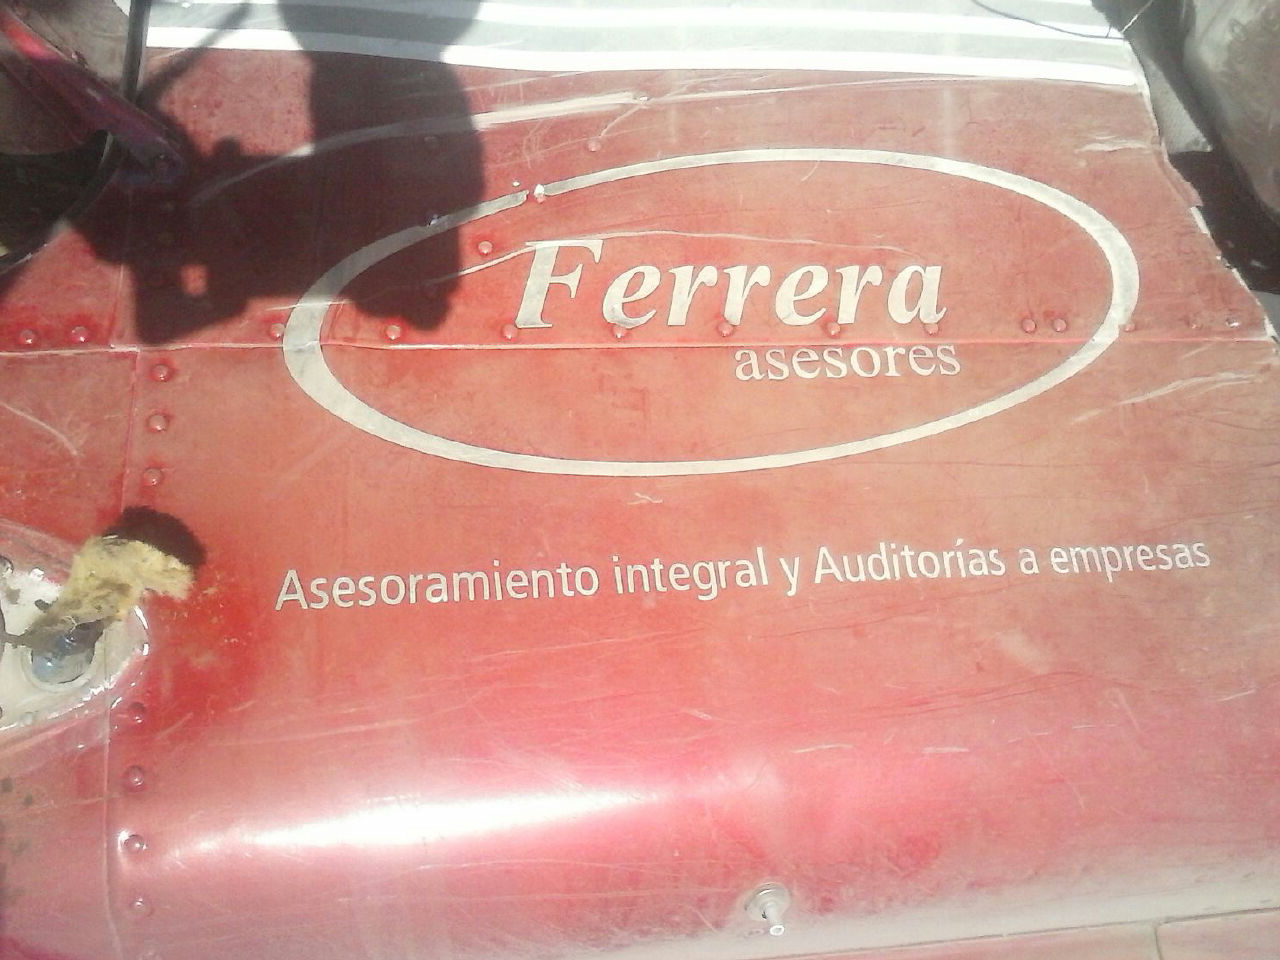 Ferrera
asesores
Asesoramiento integral y Auditorías a empresas